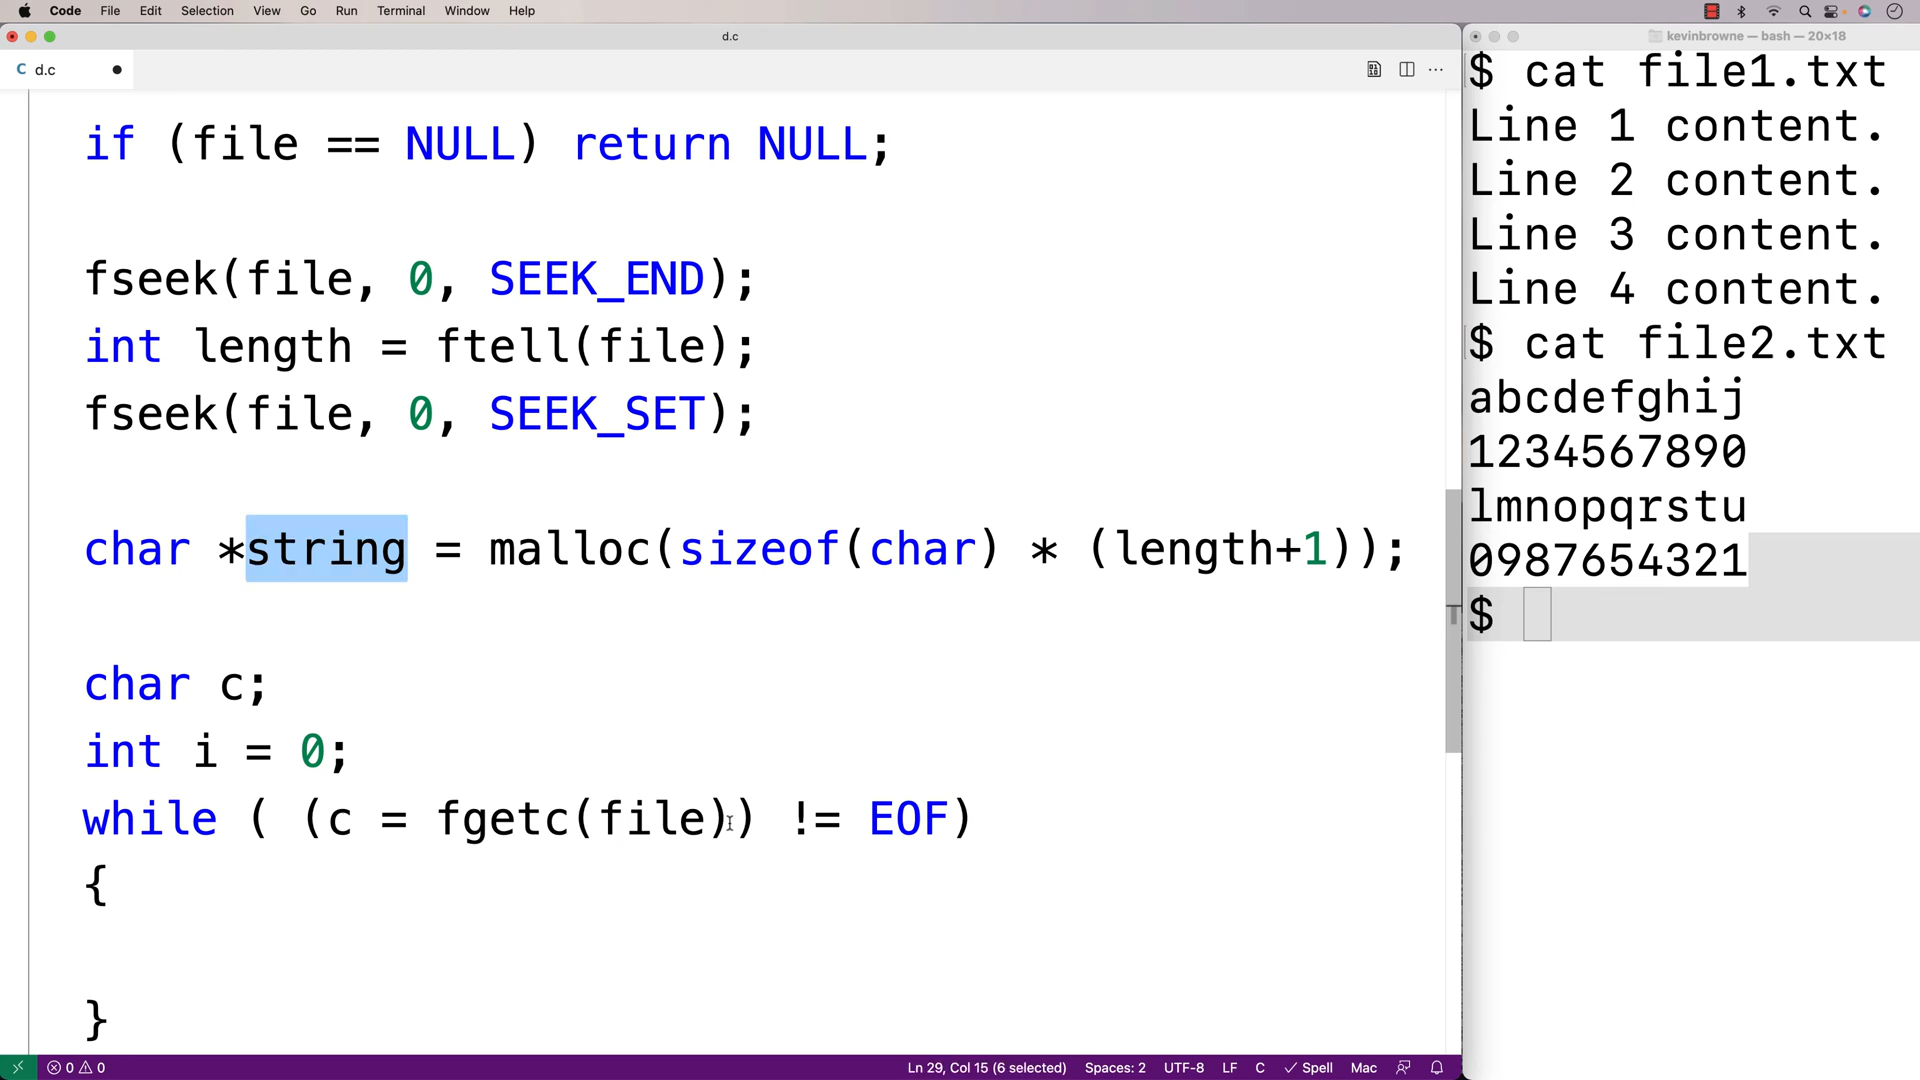 Code File Edit Selection View Go Run Terminal Window Help
d.c
kevinbrowne — bash — 20×18
C d.c
if (file == NULL) return NULL;
fseek(file, 0, SEEK_END);
int length = ftell(file);
fseek(file, 0, SEEK_SET);
char *string = malloc(sizeof(char) * (length+1));
char c;
int i = 0;
while ( (c = fgetc(file)) != EOF)
{
}
$ cat file1.txt
Line 1 content.
Line 2 content.
Line 3 content.
Line 4 content.
$ cat file2.txt
abcdefghij
1234567890
lmnopqrstu
0987654321
$
0 0 Ln 29, Col 15 (6 selected) Spaces: 2 UTF-8 LF C Spell Mac